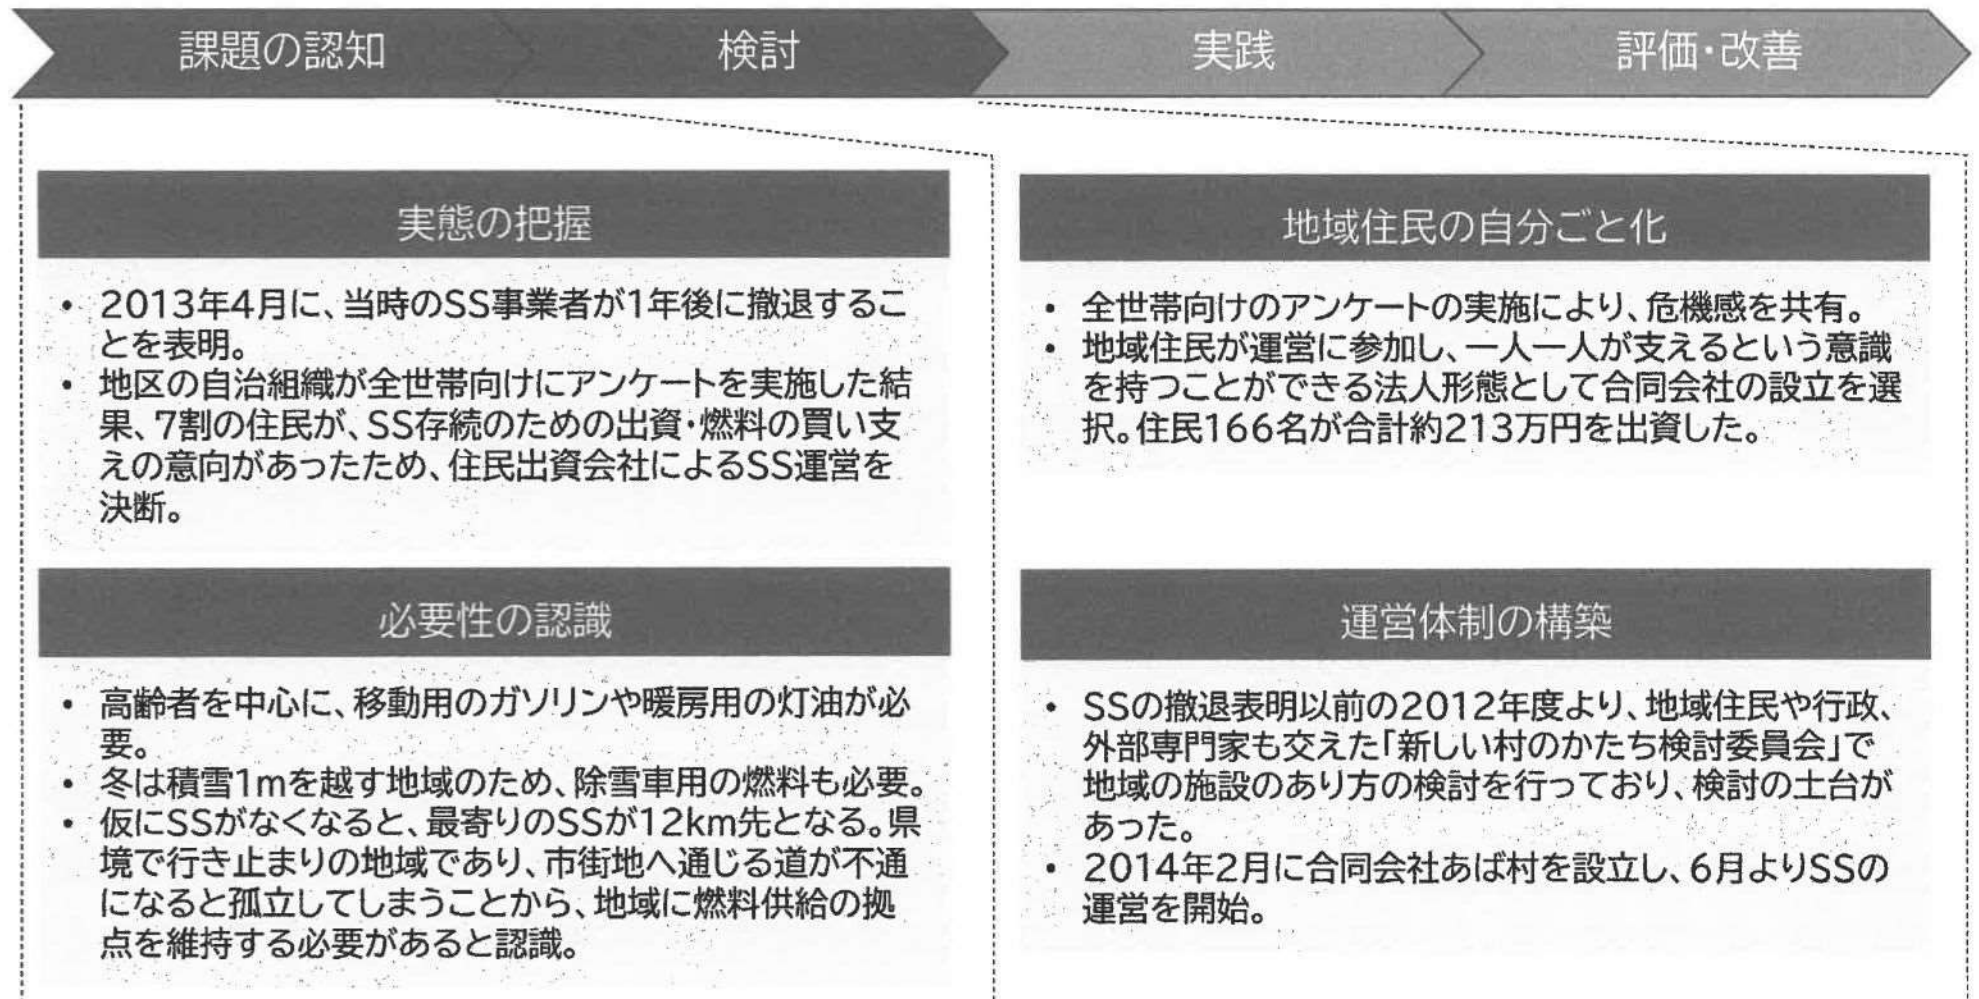 課題の認知
検討
実践
評価・改善
実態の把握
• 2013年4月に、当時のSS事業者が1年後に撤退するこ
とを表明。
• 地区の自治組織が全世帯向けにアンケートを実施した結
果、7割の住民が、SS存続のための出資・燃料の買い支
えの意向があったため、住民出資会社によるSS運営を
決断。
必要性の認識
• 高齢者を中心に、移動用のガソリンや暖房用の灯油が必
要。
• 冬は積雪1mを越す地域のため、除雪車用の燃料も必要。
• 仮にSSがなくなると、最寄りのSSが12km先となる。県
境で行き止まりの地域であり、市街地へ通じる道が不通
になると孤立してしまうことから、地域に燃料供給の拠
点を維持する必要があると認識。
地域住民の自分ごと化
• 全世帯向けのアンケートの実施により、危機感を共有。
• 地域住民が運営に参加し、一人一人が支えるという意識
を持つことができる法人形態として合同会社の設立を選
択。住民166名が合計約213万円を出資した。
運営体制の構築
• SSの撤退表明以前の2012年度より、地域住民や行政、
外部専門家も交えた「新しい村のかたち検討委員会」で
地域の施設のあり方の検討を行っており、検討の土台が
あった。
• 2014年2月に合同会社あば村を設立し、6月よりSSの
運営を開始。